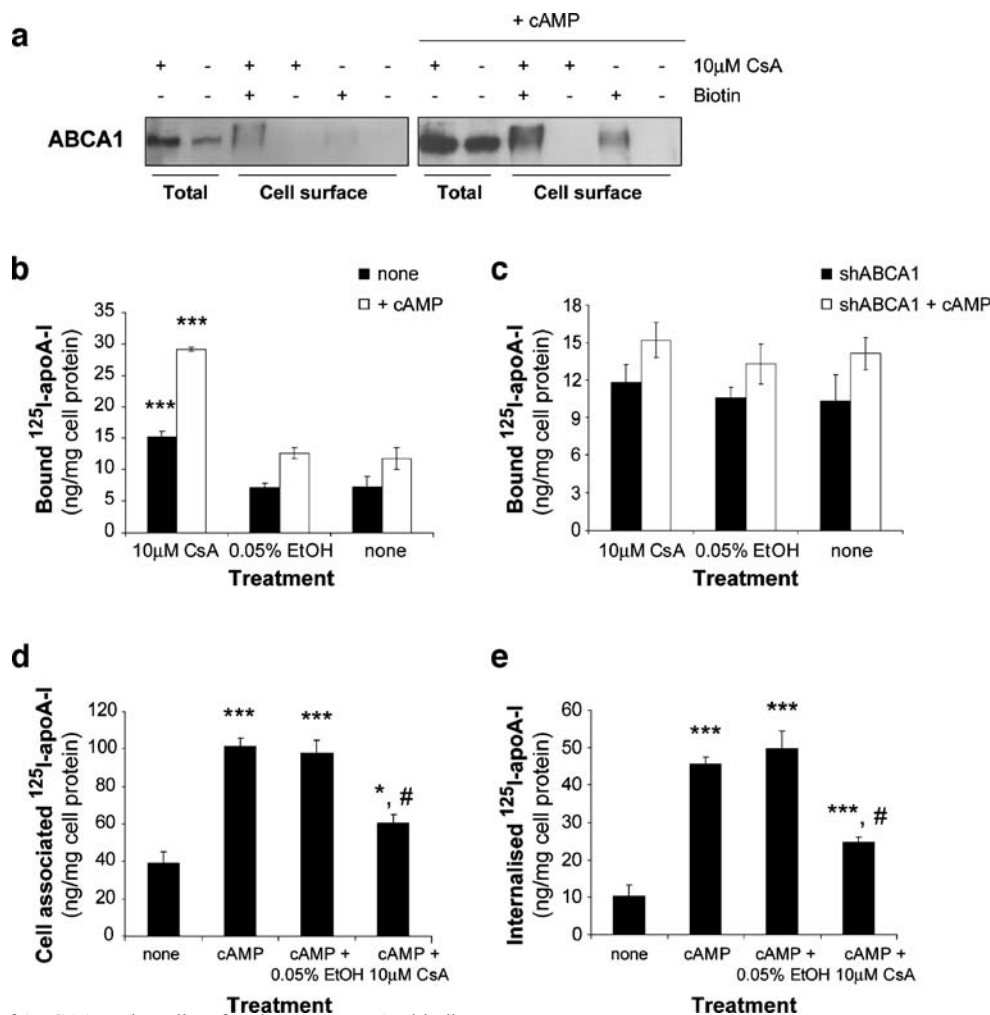 a
+ cAMP
+ - + + - - + - + + - - 10μM CsA
- - + - + - - - + - + - Biotin
ABCA1
Total Cell surface Total Cell surface
b
none
+ cAMP
Bound 125I-apoA-I
(ng/mg cell protein)
35
30
25
20
15
10
5
0
***
***
10μM CsA 0.05% EtOH none
Treatment
c
shABCA1
shABCA1 + cAMP
Bound 125I-apoA-I
(ng/mg cell protein)
18
15
12
9
6
3
0
10μM CsA 0.05% EtOH none
Treatment
d
Cell associated 125I-apoA-I
(ng/mg cell protein)
120
100
80
60
40
20
0
*** *** *, #
none cAMP cAMP + cAMP +
0.05% EtOH 10μM CsA
Treatment
e
Internalised 125I-apoA-I
(ng/mg cell protein)
60
50
40
30
20
10
0
*** *** ***, #
none cAMP cAMP + cAMP +
0.05% EtOH 10μM CsA
Treatment